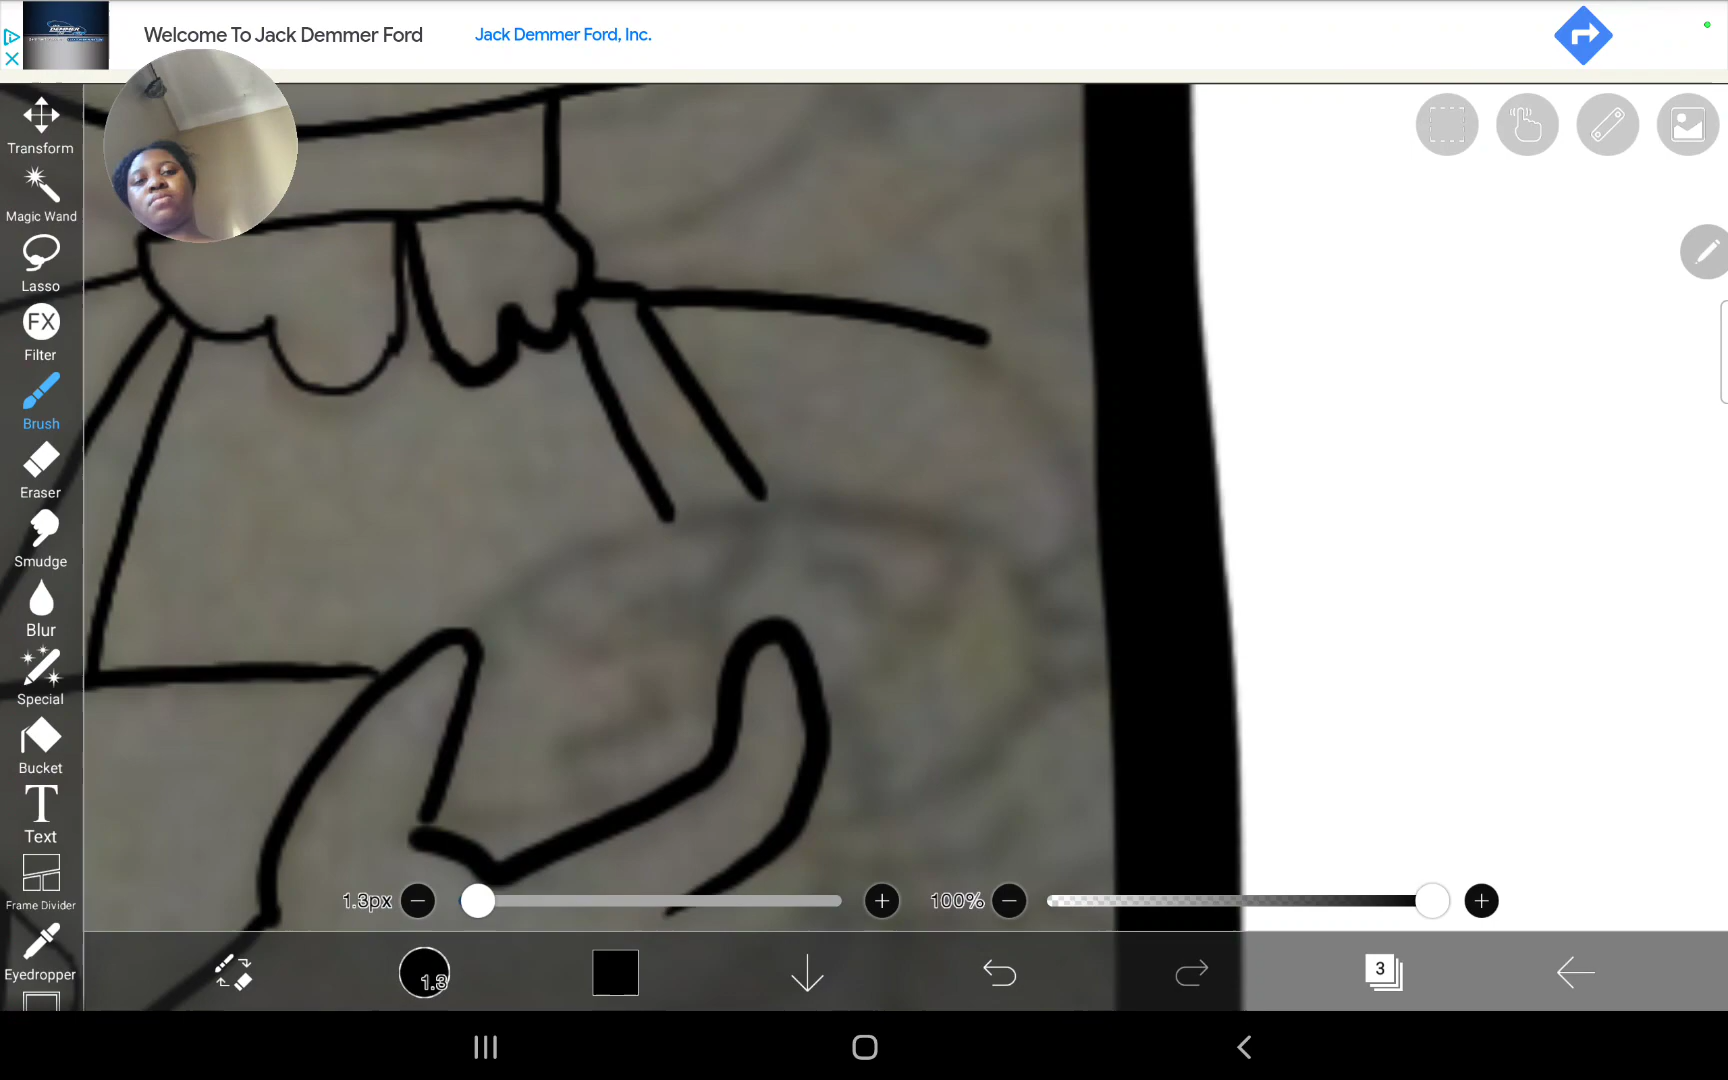 Welcome To Jack Demmer Ford
Jack Demmer Ford, Inc.
DEMMER
Transform
Magic Wand
Lasso
FX
Filter
Brush
Eraser
Smudge
Blur
Special
Bucket
T
Text
Frame Divider
Eyedropper
1.3px
100%
1.3
3